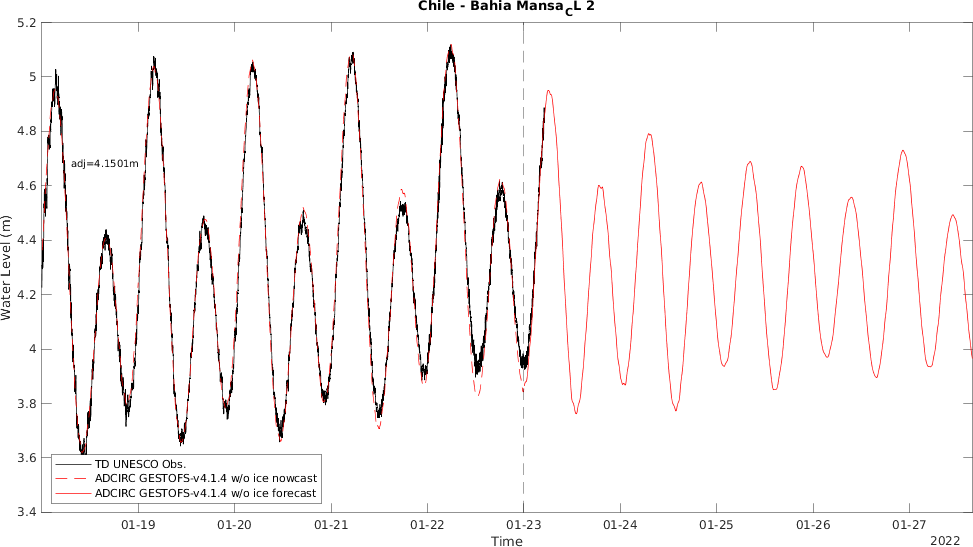 Chile - Bahia MansaCL 2
5.2
5
4.8
4.6
4.4
4.2
4
3.8
3.6
3.4
Water Level (m)
adj=4.1501m
TD UNESCO Obs.
ADCIRC GESTOFS-v4.1.4 w/o ice nowcast
ADCIRC GESTOFS-v4.1.4 w/o ice forecast
01-19 01-20 01-21 01-22 01-23 01-24 01-25 01-26 01-27
Time
2022